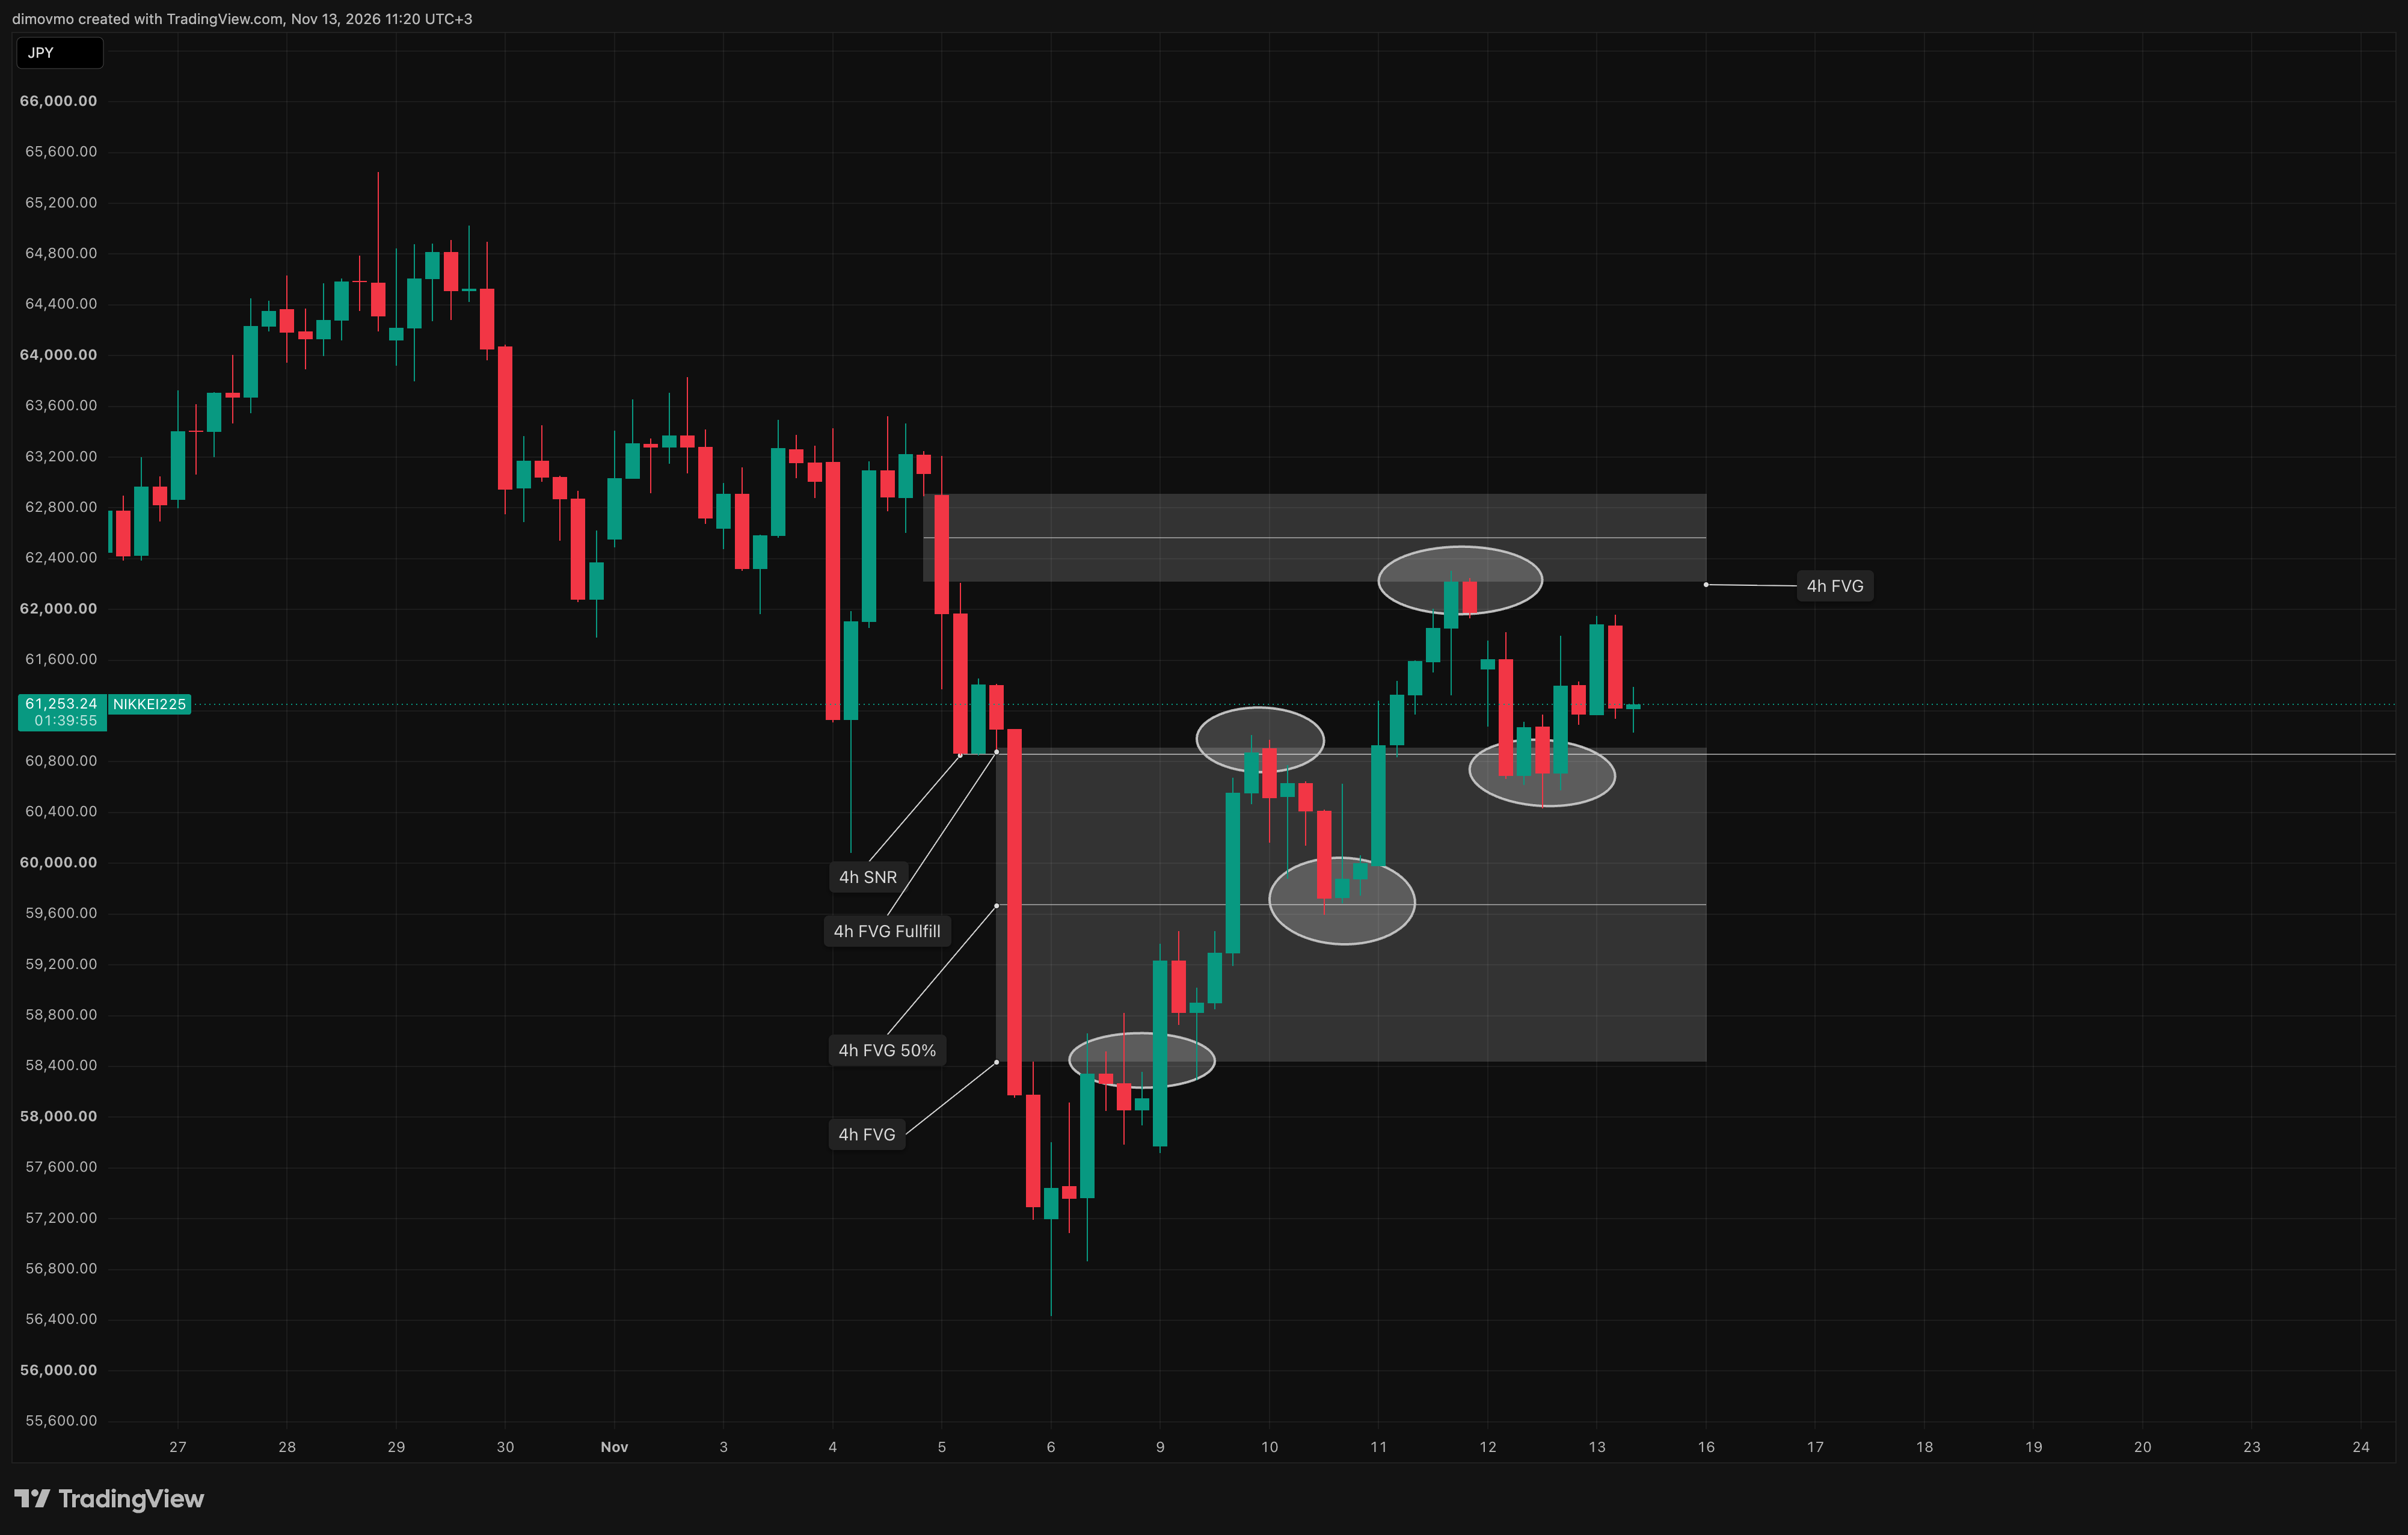 dimovmo created with TradingView.com, Nov 13, 2026 11:20 UTC+3
JPY
66,000.00
65,600.00
65,200.00
64,800.00
64,400.00
64,000.00
63,600.00
63,200.00
62,800.00
62,400.00
62,000.00
61,600.00
61,253.24 NIKKEI225
01:39:55
60,800.00
60,400.00
60,000.00
59,600.00
59,200.00
58,800.00
58,400.00
58,000.00
57,600.00
57,200.00
56,800.00
56,400.00
56,000.00
55,600.00
4h FVG
4h SNR
4h FVG Fullfill
4h FVG 50%
4h FVG
27 28 29 30 Nov 3 4 5 6 9 10 11 12 13 16 17 18 19 20 23 24
TradingView